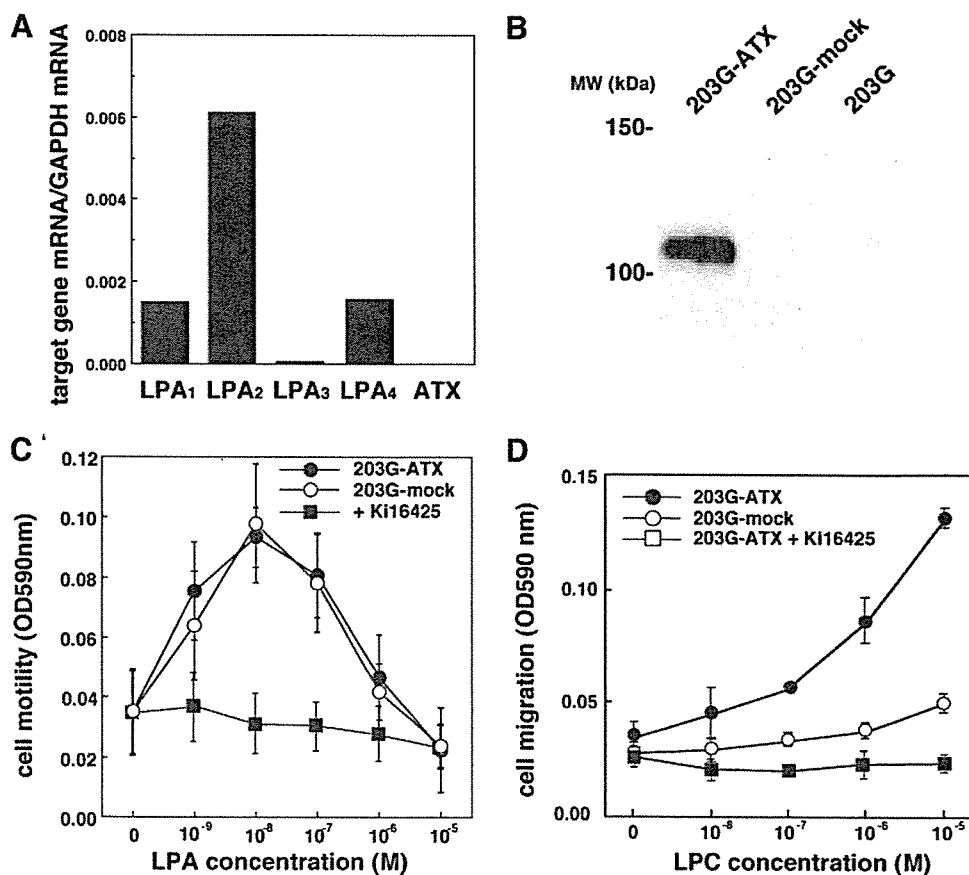 A
target gene mRNA/GAPDH mRNA
0.008
0.006
0.004
0.002
0.000
LPA1 LPA2 LPA3 LPA4 ATX
B
MW (kDa)
203G-ATX
203G-mock
203G
150-
100-
C
cell motility (OD590nm)
0.12
0.10
0.08
0.06
0.04
0.02
0.00
203G-ATX
203G-mock
+ Ki16425
0 10-9 10-8 10-7 10-6 10-5
LPA concentration (M)
D
cell migration (OD590 nm)
0.15
0.10
0.05
0.00
203G-ATX
203G-mock
203G-ATX + Ki16425
0 10-8 10-7 10-6 10-5
LPC concentration (M)